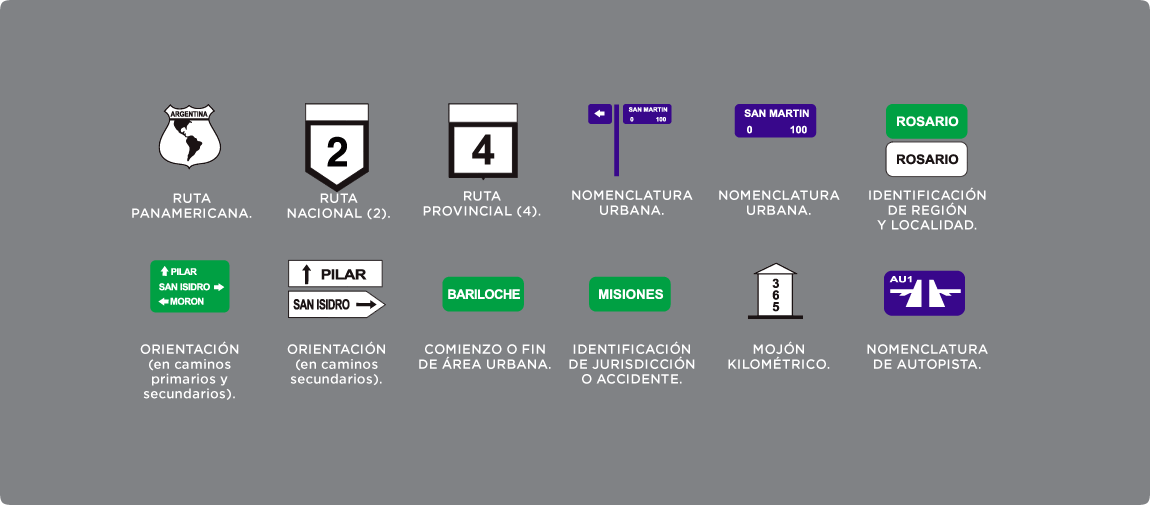 ARGENTINA
RUTA
PANAMERICANA.
2
RUTA
NACIONAL (2).
4
RUTA
PROVINCIAL (4).
SAN MARTIN
0 100
NOMENCLATURA
URBANA.
SAN MARTIN
0 100
NOMENCLATURA
URBANA.
ROSARIO
ROSARIO
IDENTIFICACIÓN
DE REGIÓN
Y LOCALIDAD.
PILAR
SAN ISIDRO
MORON
ORIENTACIÓN
(en caminos
primarios y
secundarios).
PILAR
SAN ISIDRO
ORIENTACIÓN
(en caminos
secundarios).
BARILOCHE
COMIENZO O FIN
DE ÁREA URBANA.
MISIONES
IDENTIFICACIÓN
DE JURISDICCIÓN
O ACCIDENTE.
3
6
5
MOJÓN
KILOMÉTRICO.
AU1
NOMENCLATURA
DE AUTOPISTA.